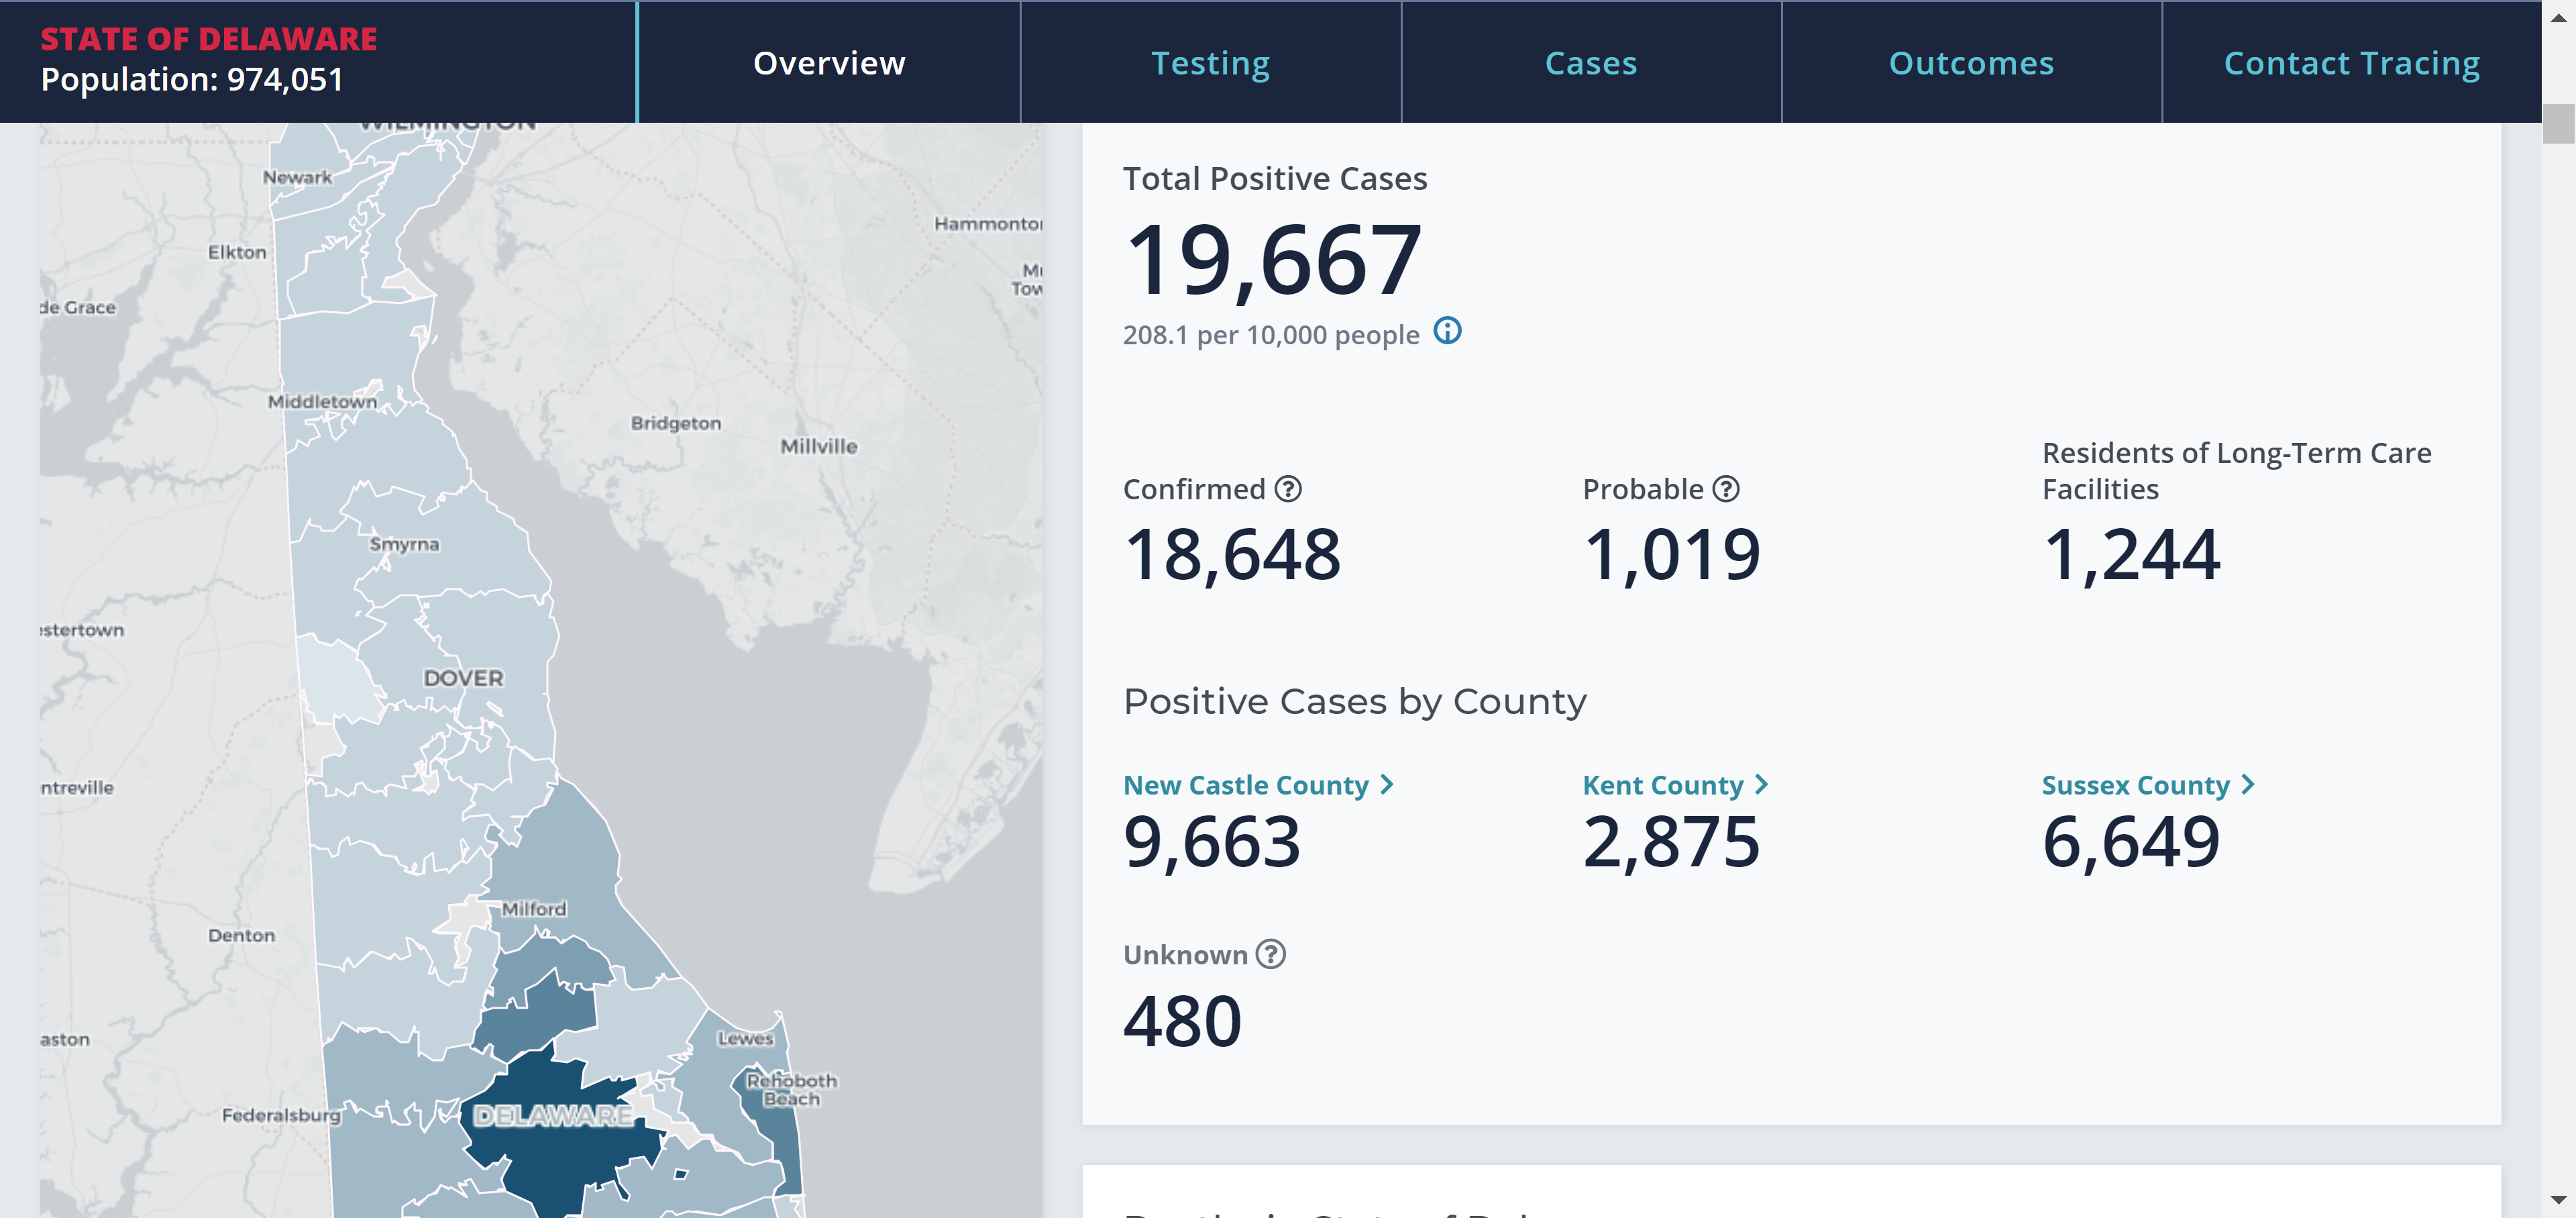 STATE OF DELAWARE
Population: 974,051
Overview
Testing
Cases
Outcomes
Contact Tracing
WILMINGTON
Newark
Elkton
de Grace
Hammonto
Tow
Middletown
Bridgeton
Millville
Smyrna
stertown
DOVER
ntreville
Milford
Denton
aston
Lewes
Rehoboth
Beach
Federalsburg
DELAWARE
Total Positive Cases
19,667
208.1 per 10,000 people
Confirmed
18,648
Probable
1,019
Residents of Long-Term Care
Facilities
1,244
Positive Cases by County
New Castle County
9,663
Kent County
2,875
Sussex County
6,649
Unknown
480